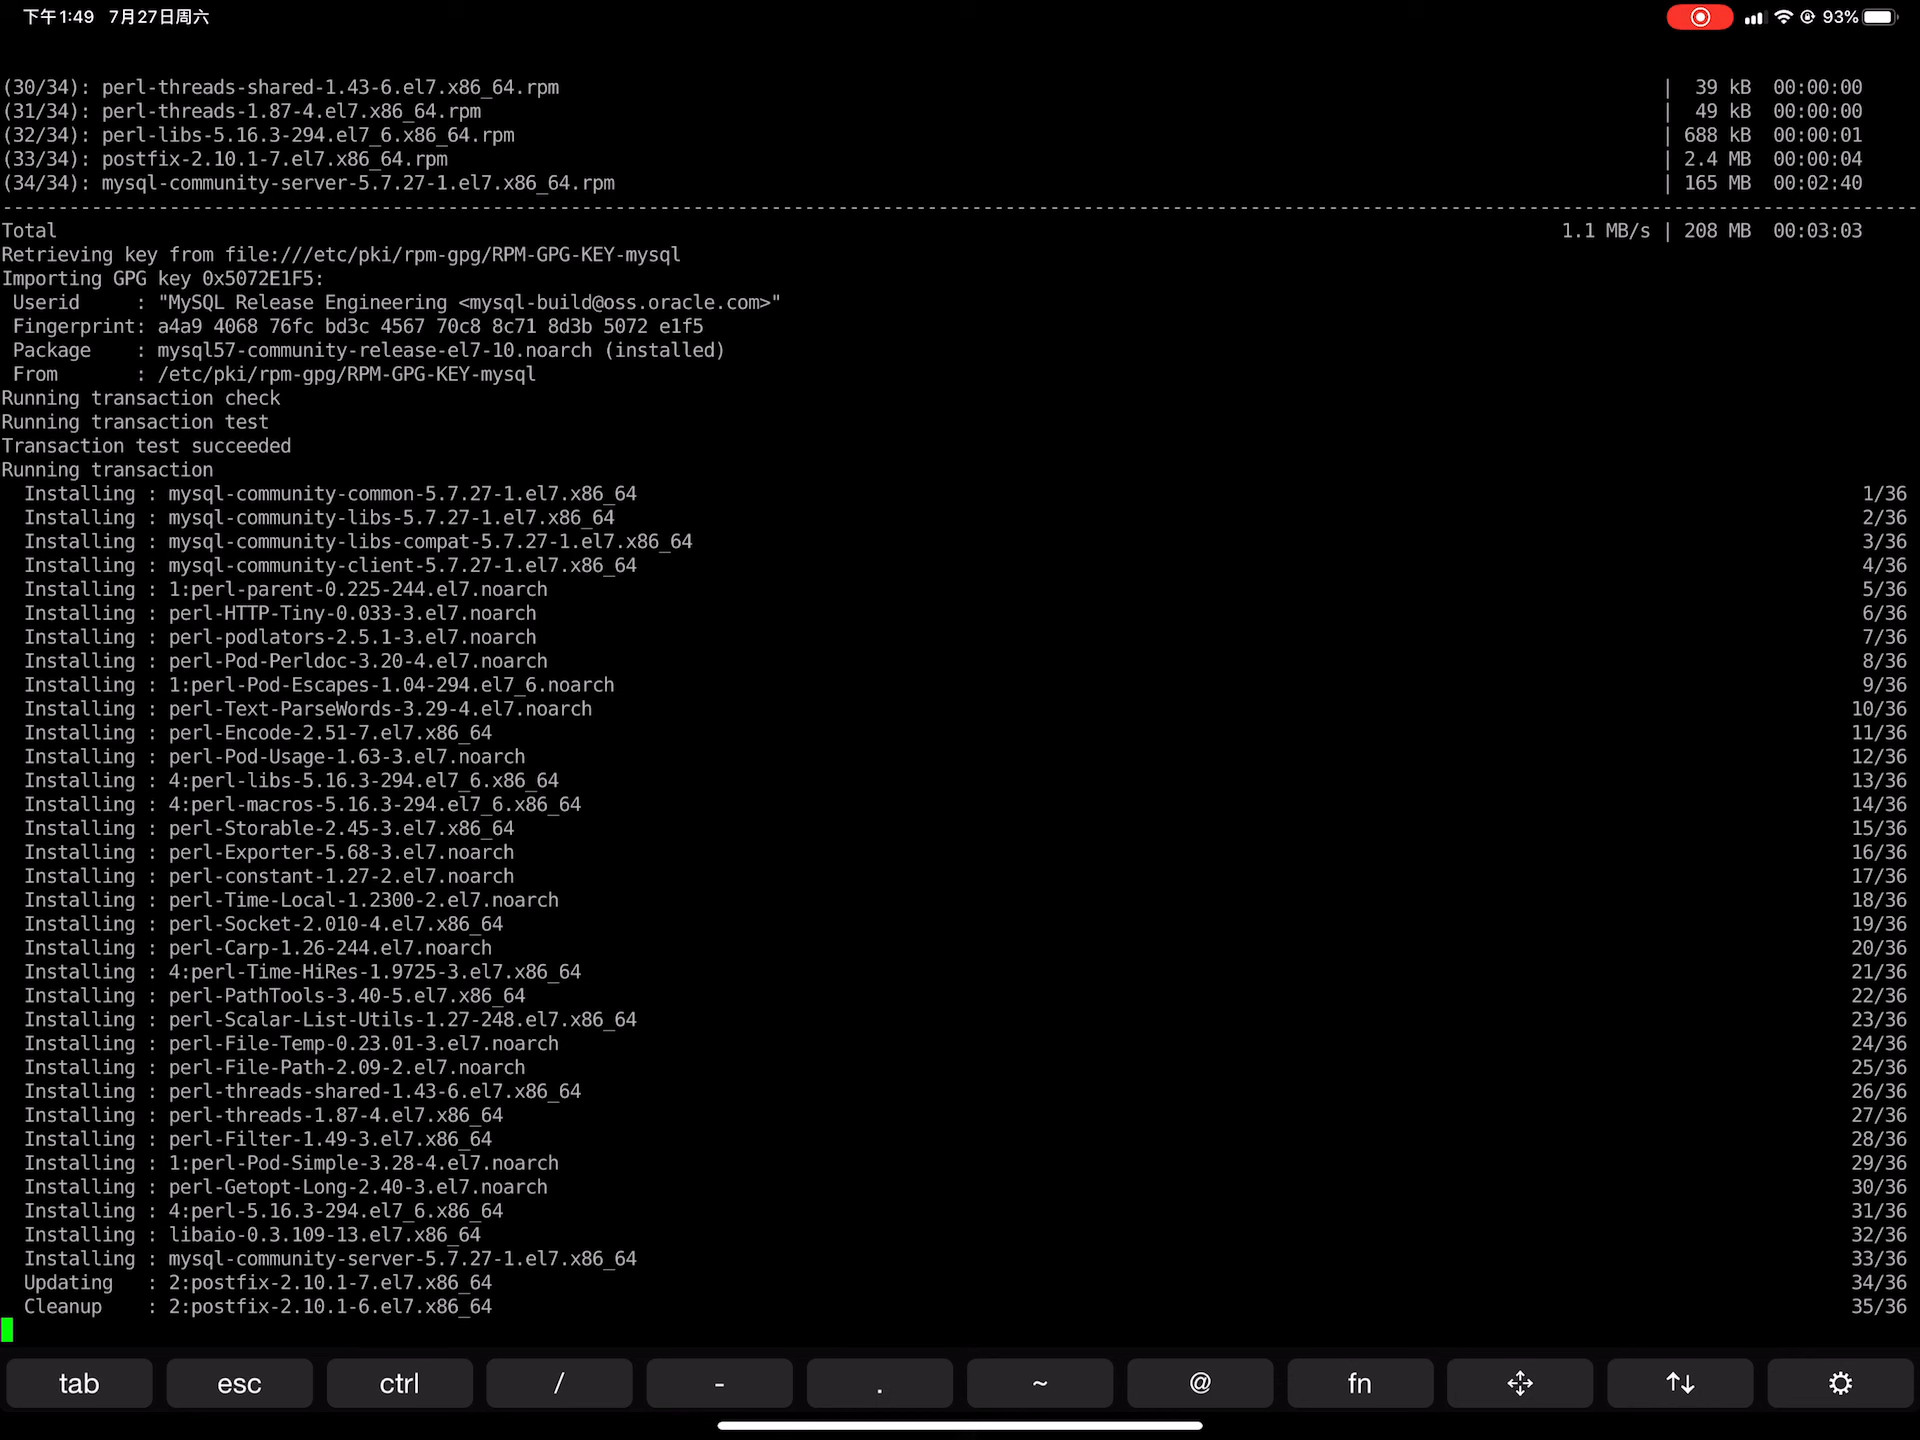 下午1:49 7月27日周六 93%
(30/34): perl-threads-shared-1.43-6.el7.x86_64.rpm | 39 kB 00:00:00
(31/34): perl-threads-1.87-4.el7.x86_64.rpm | 49 kB 00:00:00
(32/34): perl-libs-5.16.3-294.el7_6.x86_64.rpm | 688 kB 00:00:01
(33/34): postfix-2.10.1-7.el7.x86_64.rpm | 2.4 MB 00:00:04
(34/34): mysql-community-server-5.7.27-1.el7.x86_64.rpm | 165 MB 00:02:40
--------------------------------------------------------------------------------
Total 1.1 MB/s | 208 MB 00:03:03
Retrieving key from file:///etc/pki/rpm-gpg/RPM-GPG-KEY-mysql
Importing GPG key 0x5072E1F5:
Userid : "MySQL Release Engineering <mysql-build@oss.oracle.com>"
Fingerprint: a4a9 4068 76fc bd3c 4567 70c8 8c71 8d3b 5072 e1f5
Package : mysql57-community-release-el7-10.noarch (installed)
From : /etc/pki/rpm-gpg/RPM-GPG-KEY-mysql
Running transaction check
Running transaction test
Transaction test succeeded
Running transaction
Installing : mysql-community-common-5.7.27-1.el7.x86_64 1/36
Installing : mysql-community-libs-5.7.27-1.el7.x86_64 2/36
Installing : mysql-community-libs-compat-5.7.27-1.el7.x86_64 3/36
Installing : mysql-community-client-5.7.27-1.el7.x86_64 4/36
Installing : 1:perl-parent-0.225-244.el7.noarch 5/36
Installing : perl-HTTP-Tiny-0.033-3.el7.noarch 6/36
Installing : perl-podlators-2.5.1-3.el7.noarch 7/36
Installing : perl-Pod-Perldoc-3.20-4.el7.noarch 8/36
Installing : 1:perl-Pod-Escapes-1.04-294.el7_6.noarch 9/36
Installing : perl-Text-ParseWords-3.29-4.el7.noarch 10/36
Installing : perl-Encode-2.51-7.el7.x86_64 11/36
Installing : perl-Pod-Usage-1.63-3.el7.noarch 12/36
Installing : 4:perl-libs-5.16.3-294.el7_6.x86_64 13/36
Installing : 4:perl-macros-5.16.3-294.el7_6.x86_64 14/36
Installing : perl-Storable-2.45-3.el7.x86_64 15/36
Installing : perl-Exporter-5.68-3.el7.noarch 16/36
Installing : perl-constant-1.27-2.el7.noarch 17/36
Installing : perl-Time-Local-1.2300-2.el7.noarch 18/36
Installing : perl-Socket-2.010-4.el7.x86_64 19/36
Installing : perl-Carp-1.26-244.el7.noarch 20/36
Installing : 4:perl-Time-HiRes-1.9725-3.el7.x86_64 21/36
Installing : perl-PathTools-3.40-5.el7.x86_64 22/36
Installing : perl-Scalar-List-Utils-1.27-248.el7.x86_64 23/36
Installing : perl-File-Temp-0.23.01-3.el7.noarch 24/36
Installing : perl-File-Path-2.09-2.el7.noarch 25/36
Installing : perl-threads-shared-1.43-6.el7.x86_64 26/36
Installing : perl-threads-1.87-4.el7.x86_64 27/36
Installing : perl-Filter-1.49-3.el7.x86_64 28/36
Installing : 1:perl-Pod-Simple-3.28-4.el7.noarch 29/36
Installing : perl-Getopt-Long-2.40-3.el7.noarch 30/36
Installing : 4:perl-5.16.3-294.el7_6.x86_64 31/36
Installing : libaio-0.3.109-13.el7.x86_64 32/36
Installing : mysql-community-server-5.7.27-1.el7.x86_64 33/36
Updating : 2:postfix-2.10.1-7.el7.x86_64 34/36
Cleanup : 2:postfix-2.10.1-6.el7.x86_64 35/36
tab esc ctrl / - . ~ @ fn